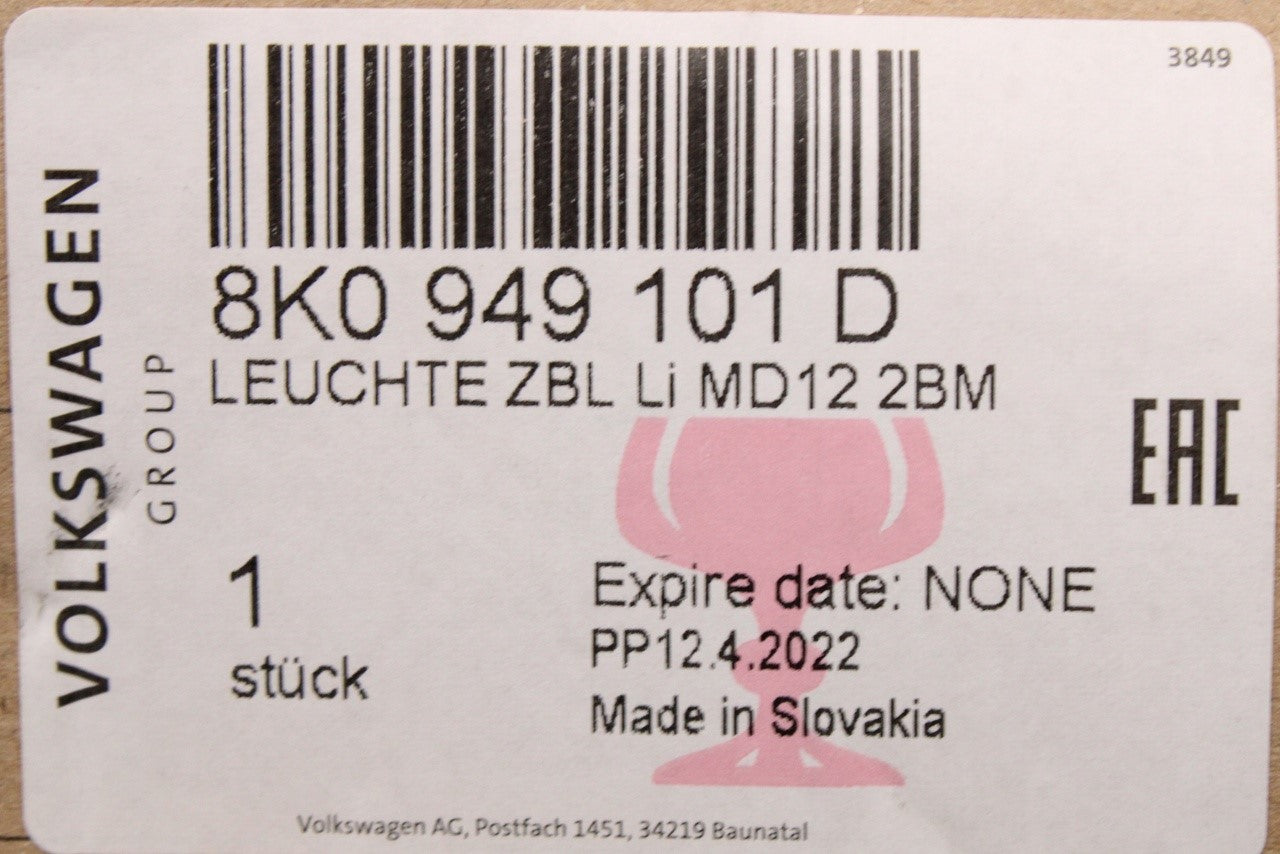 3849
VOLKSWAGEN
GROUP
8K0 949 101 D
LEUCHTE ZBL Li MD12 2BM
EAC
1
stück
Expire date: NONE
PP12.4.2022
Made in Slovakia
Volkswagen AG, Postfach 1451, 34219 Baunatal